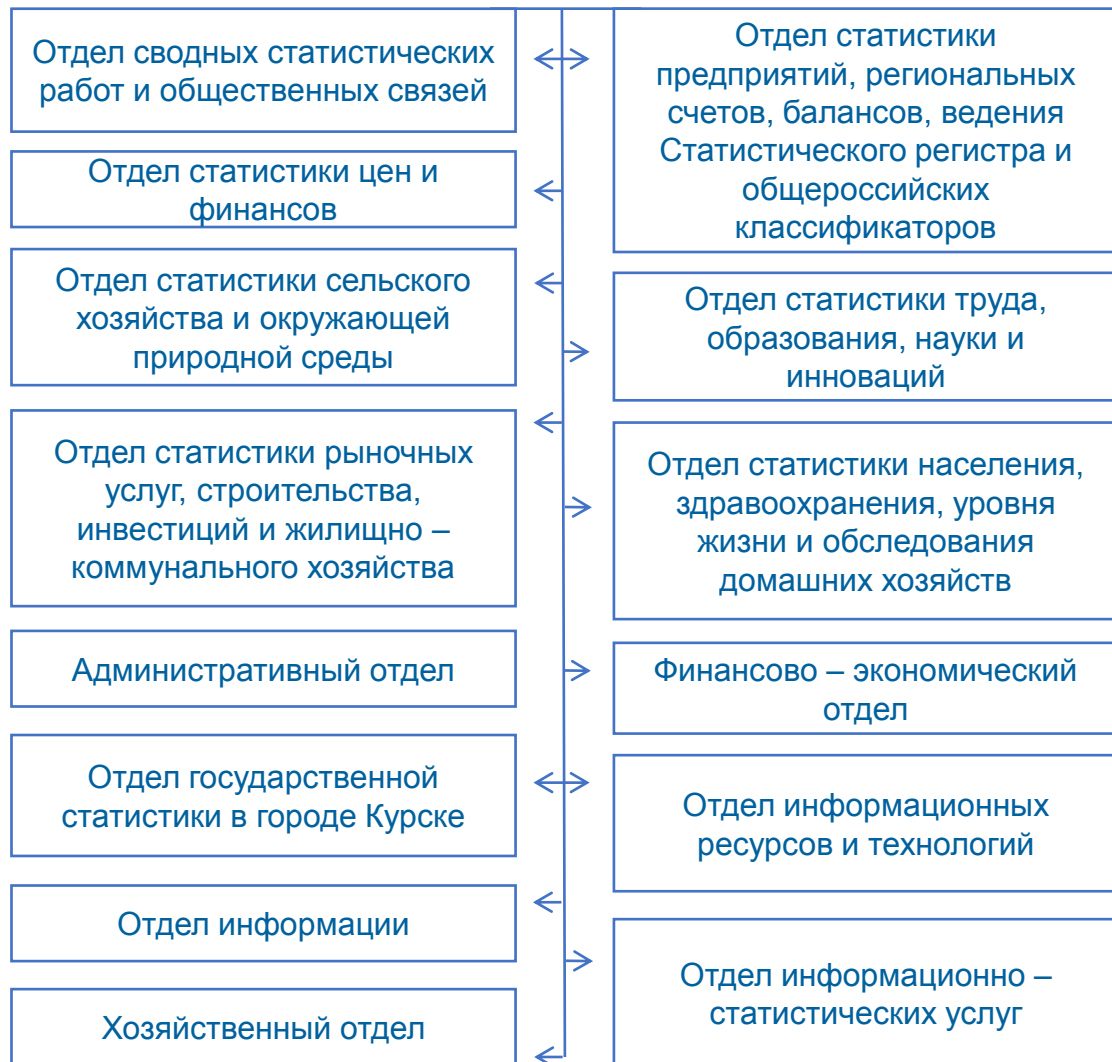 Отдел сводных статистических
работ и общественных связей
Отдел статистики цен и
финансов
Отдел статистики сельского
хозяйства и окружающей
природной среды
Отдел статистики рыночных
услуг, строительства,
инвестиций и жилищно –
коммунального хозяйства
Административный отдел
Отдел государственной
статистики в городе Курске
Отдел информации
Хозяйственный отдел
Отдел статистики
предприятий, региональных
счетов, балансов, ведения
Статистического регистра и
общероссийских
классификаторов
Отдел статистики труда,
образования, науки и
инноваций
Отдел статистики населения,
здравоохранения, уровня
жизни и обследования
домашних хозяйств
Финансово – экономический
отдел
Отдел информационных
ресурсов и технологий
Отдел информационно –
статистических услуг